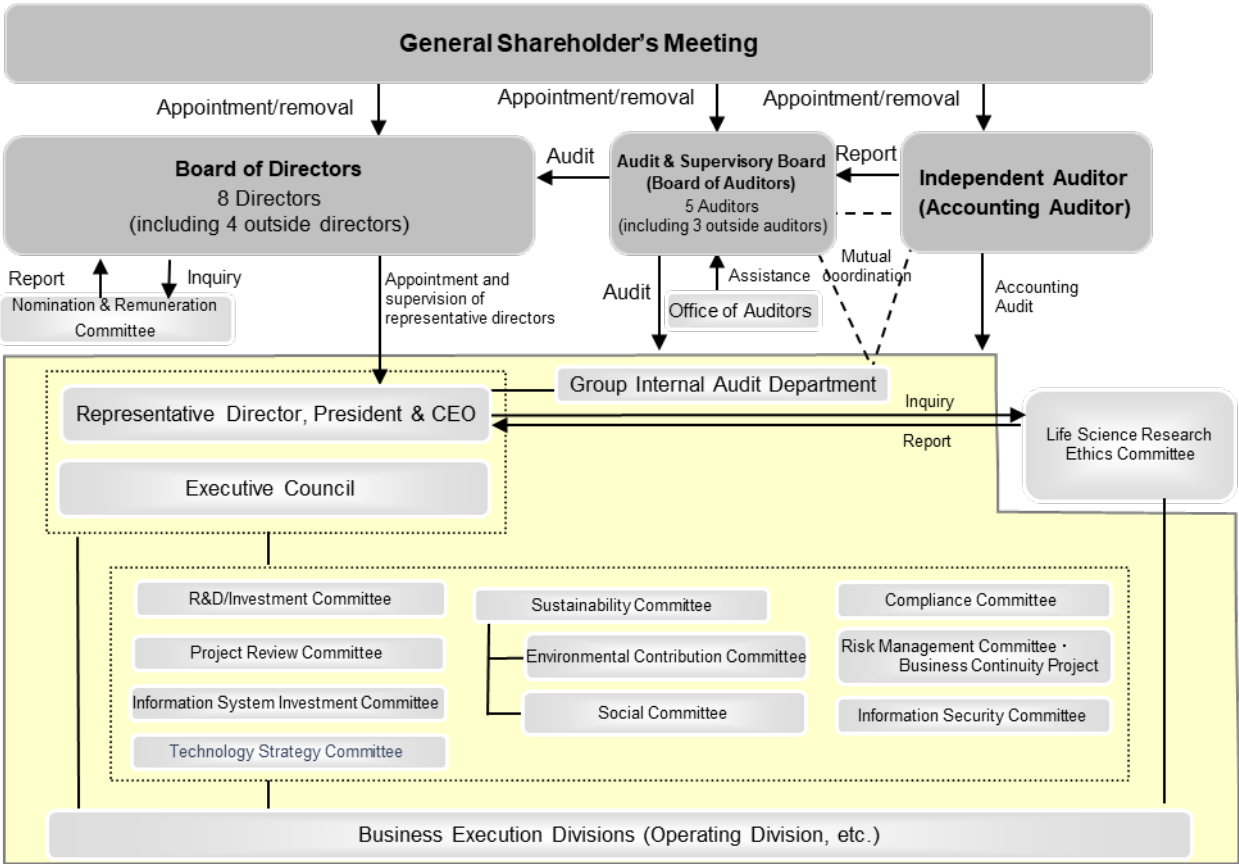 General Shareholder's Meeting
Appointment/removal
Appointment/removal
Appointment/removal
Board of Directors
8 Directors
(including 4 outside directors)
Audit
Audit & Supervisory Board
(Board of Auditors)
5 Auditors
(including 3 outside auditors)
Report
Independent Auditor
(Accounting Auditor)
Report
Inquiry
Nomination & Remuneration
Committee
Appointment and
supervision of
representative directors
Audit
Assistance
Office of Auditors
Mutual
coordination
Accounting
Audit
Group Internal Audit Department
Representative Director, President & CEO
Inquiry
Report
Life Science Research
Ethics Committee
Executive Council
R&D/Investment Committee
Project Review Committee
Information System Investment Committee
Technology Strategy Committee
Sustainability Committee
Environmental Contribution Committee
Social Committee
Compliance Committee
Risk Management Committee・
Business Continuity Project
Information Security Committee
Business Execution Divisions (Operating Division, etc.)